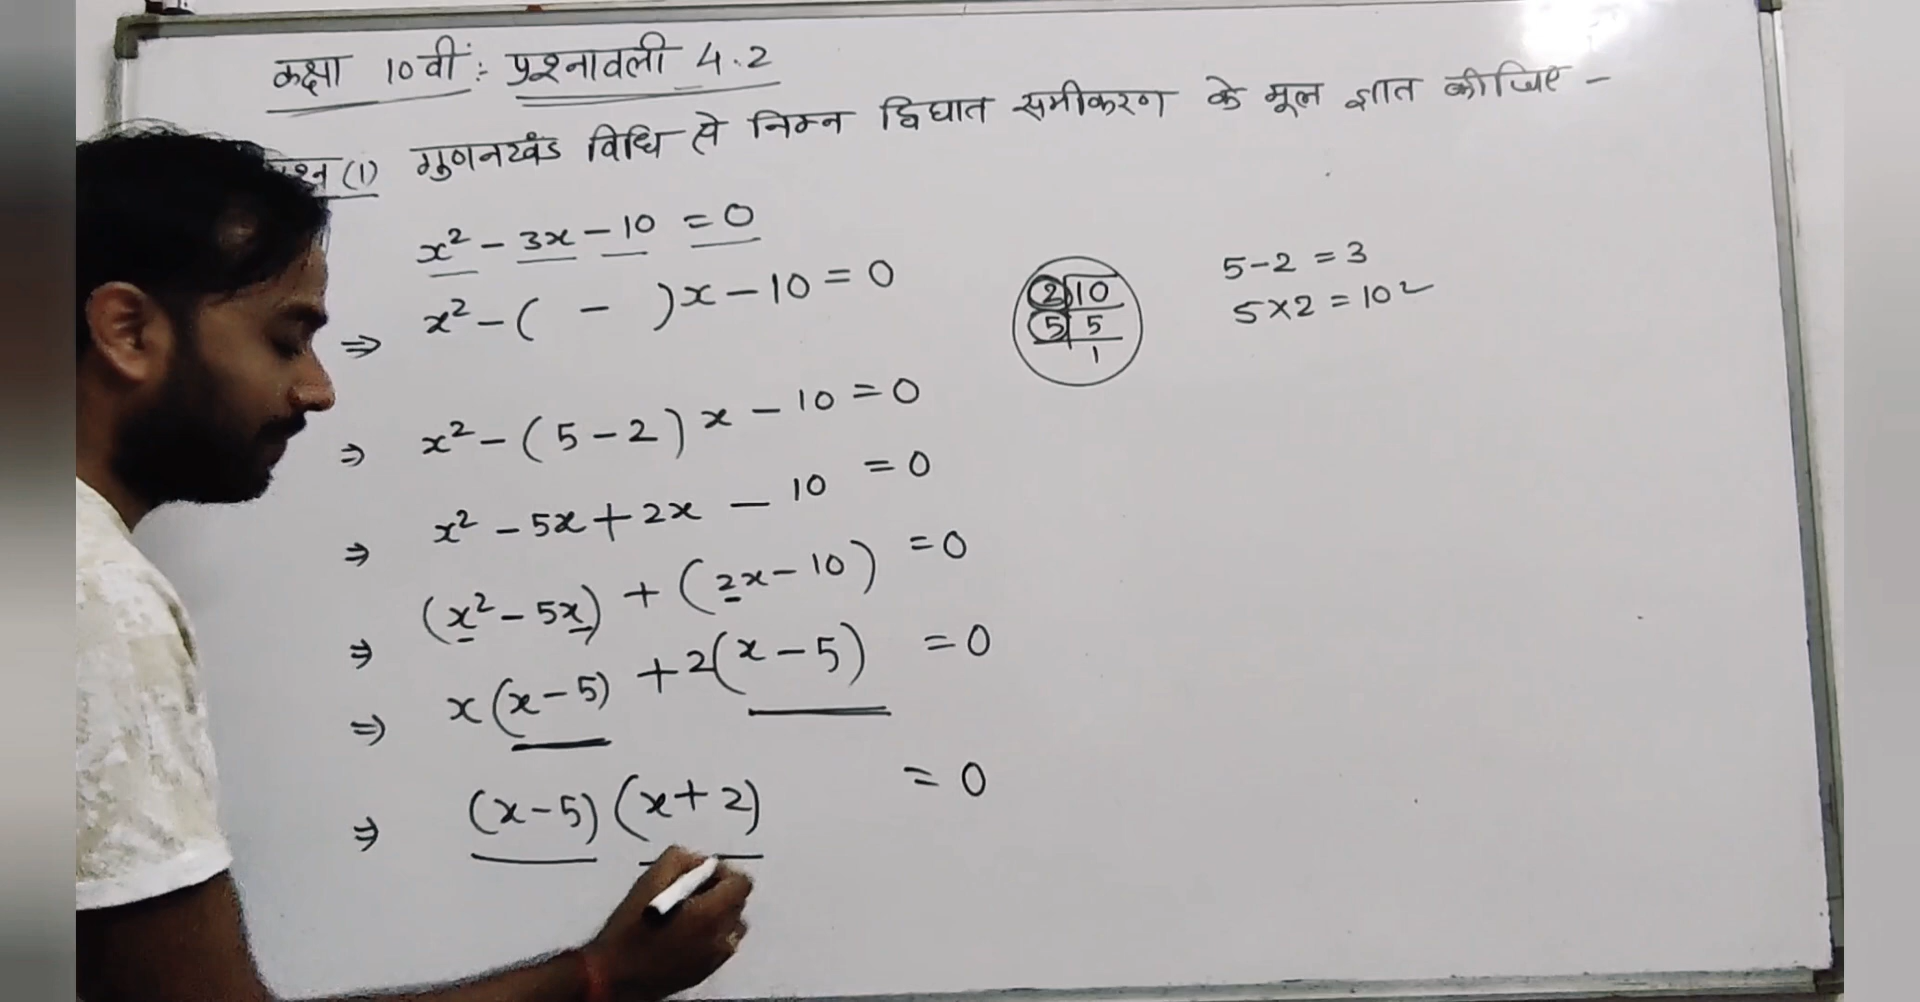 कक्षा 10वीं :- प्रश्नावली 4.2
प्रश्न (1) गुणनखंड विधि से निम्न द्विघात समीकरण के मूल ज्ञात कीजिए -
x² - 3x - 10 = 0
⇒ x² - ( - )x - 10 = 0
⇒ x² - (5 - 2)x - 10 = 0
⇒ x² - 5x + 2x - 10 = 0
⇒ (x² - 5x) + (2x - 10) = 0
⇒ x(x - 5) + 2(x - 5) = 0
⇒ (x - 5)(x + 2) = 0
2 | 10
5 | 5
1
5 - 2 = 3
5 × 2 = 10